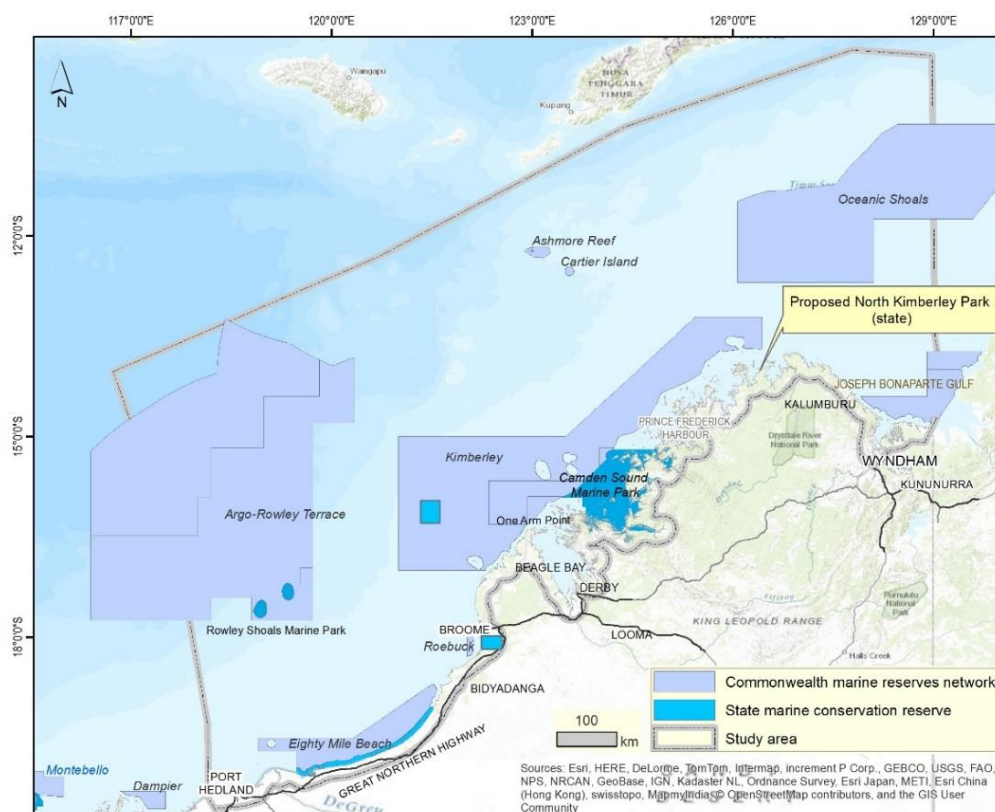 117°0'0"E
120°0'0"E
123°0'0"E
126°0'0"E
129°0'0"E
N
Waingapu
NUSA
TENGGARA
TIMUR
Kupang
12°0'0"S
Oceanic Shoals
Ashmore Reef
Cartier Island
Proposed North Kimberley Park
(state)
JOSEPH BONAPARTE GULF
KALUMBURU
PRINCE FREDERICK
HARBOUR
Drysdale River
National Park
15°0'0"S
Kimberley
WYNDHAM
KUNUNURRA
Camden Sound
Marine Park
Argo-Rowley Terrace
One Arm Point
BEAGLE BAY
DERBY
Purnululu
National
Park
Rowley Shoals Marine Park
18°0'0"S
BROOME
LOOMA
KING LEOPOLD RANGE
Roebuck
Halls Creek
BIDYADANGA
Commonwealth marine reserves network
State marine conservation reserve
Study area
100
km
Eighty Mile Beach
GREAT NORTHERN HIGHWAY
Montebello
Dampier
PORT
HEDLAND
DeGrey
DESERT
Sources: Esri, HERE, DeLorme, TomTom, Intermap, increment P Corp., GEBCO, USGS, FAO,
NPS, NRCAN, GeoBase, IGN, Kadaster NL, Ordnance Survey, Esri Japan, METI, Esri China
(Hong Kong), swisstopo, MapmyIndia, © OpenStreetMap contributors, and the GIS User
Community